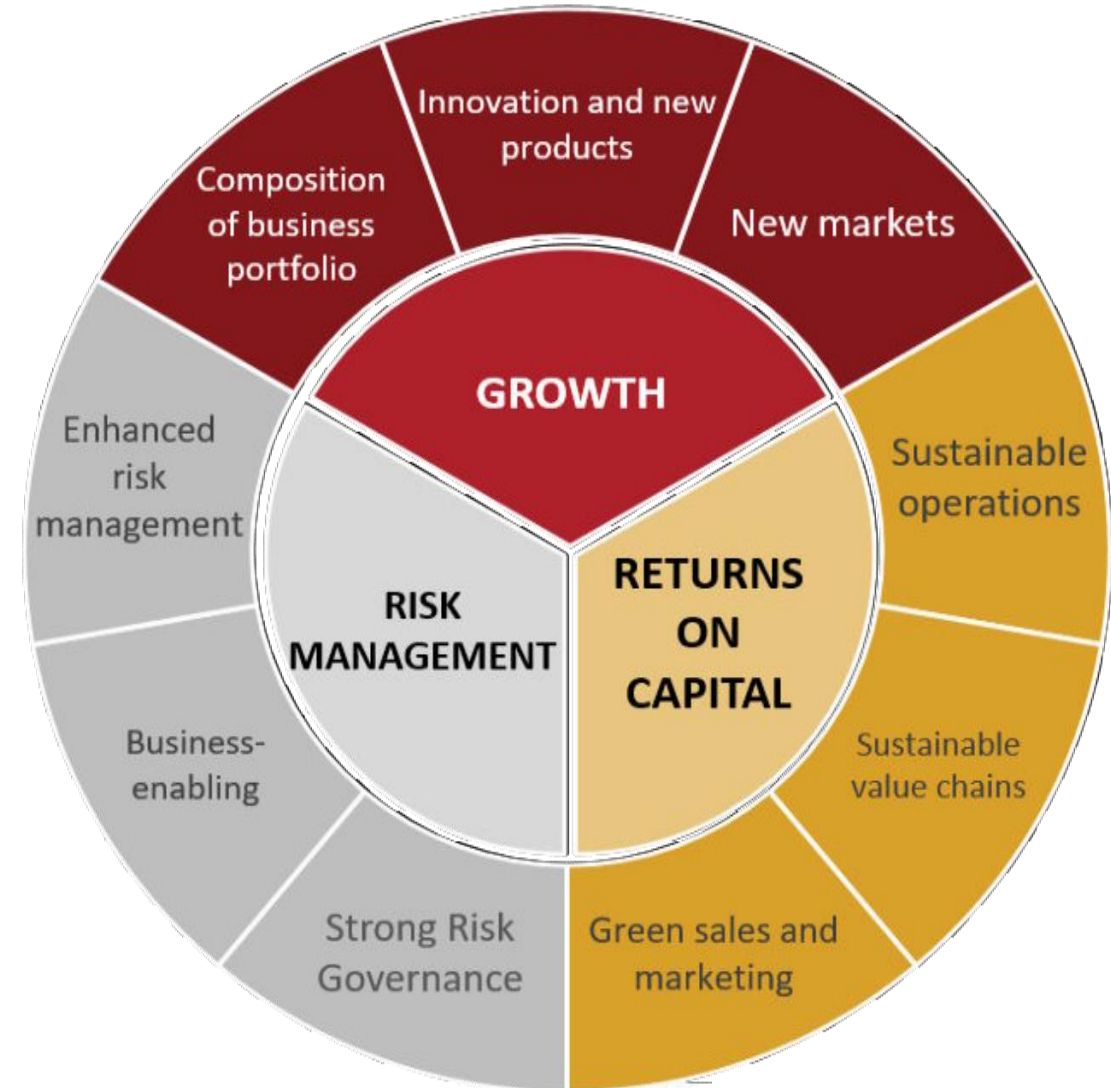 Innovation and new
products
Composition
of business
portfolio
New markets
GROWTH
Enhanced
risk
management
Sustainable
operations
RISK
MANAGEMENT
RETURNS
ON
CAPITAL
Business-
enabling
Sustainable
value chains
Strong Risk
Governance
Green sales and
marketing